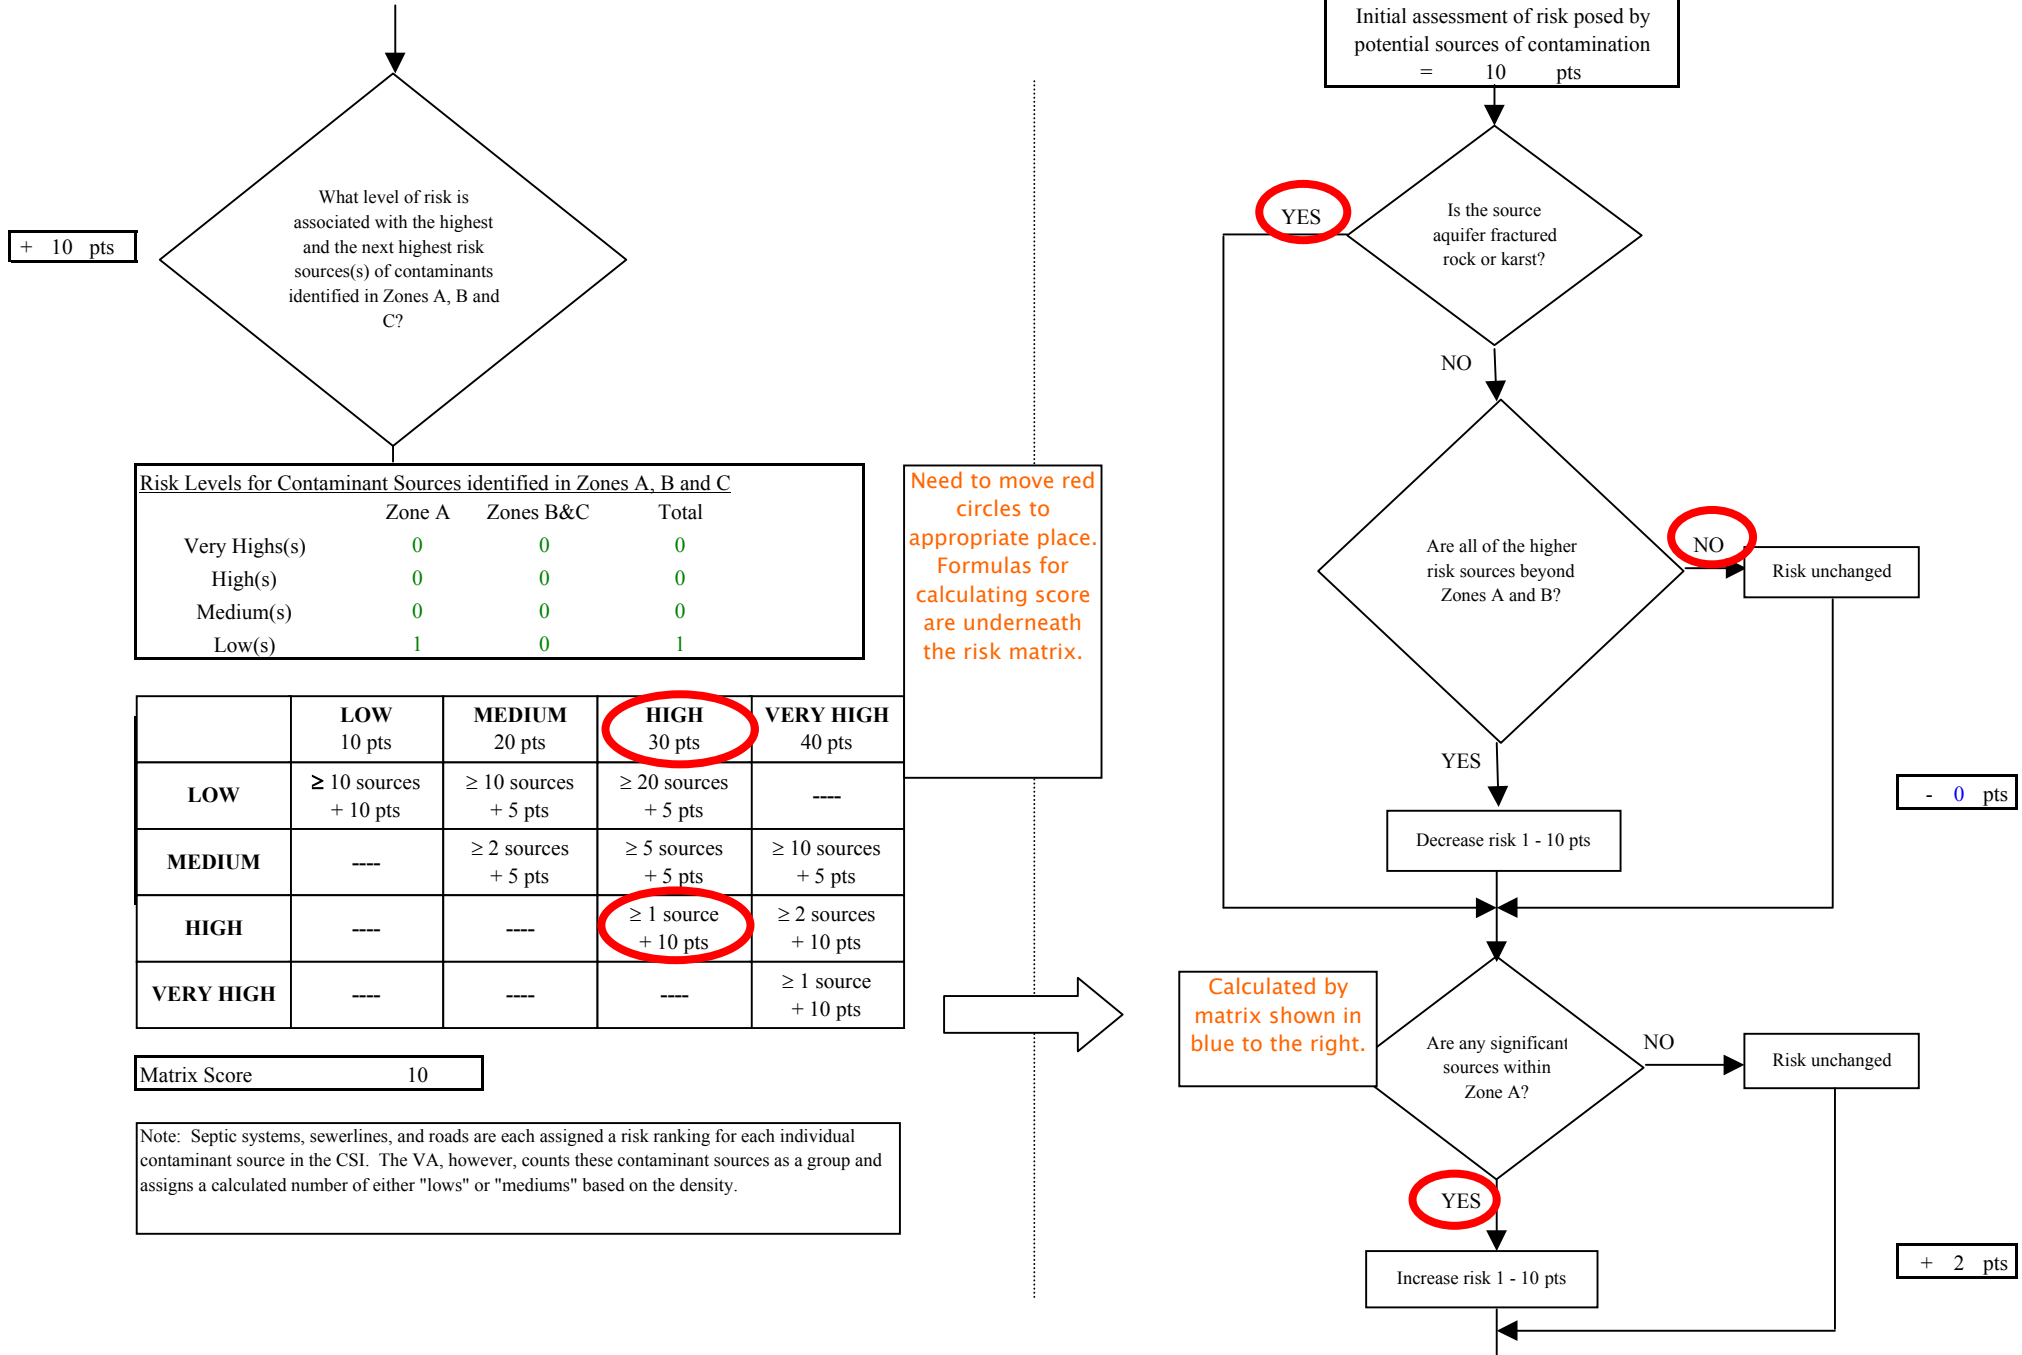 + 10 pts
What level of risk is
associated with the highest
and the next highest risk
sources(s) of contaminants
identified in Zones A, B and
C?
Risk Levels for Contaminant Sources identified in Zones A, B and C
Zone A Zones B&C Total
Very Highs(s) 0 0 0
High(s) 0 0 0
Medium(s) 0 0 0
Low(s) 1 0 1
LOW MEDIUM HIGH VERY HIGH
10 pts 20 pts 30 pts 40 pts
LOW
≥ 10 sources ≥ 10 sources ≥ 20 sources ----
+ 10 pts + 5 pts + 5 pts
MEDIUM
---- ≥ 2 sources ≥ 5 sources ≥ 10 sources
+ 5 pts + 5 pts + 5 pts
HIGH
---- ---- ≥ 1 source ≥ 2 sources
+ 10 pts + 10 pts
VERY HIGH
---- ---- ---- ≥ 1 source
+ 10 pts
Matrix Score 10
Note: Septic systems, sewerlines, and roads are each assigned a risk ranking for each individual
contaminant source in the CSI. The VA, however, counts these contaminant sources as a group and
assigns a calculated number of either "lows" or "mediums" based on the density.
Need to move red
circles to
appropriate place.
Formulas for
calculating score
are underneath
the risk matrix.
Initial assessment of risk posed by
potential sources of contamination
= 10 pts
YES
Is the source
aquifer fractured
rock or karst?
NO
Are all of the higher
risk sources beyond
Zones A and B?
NO
Risk unchanged
YES
Decrease risk 1 - 10 pts
- 0 pts
Calculated by
matrix shown in
blue to the right.
Are any significant
sources within
Zone A?
NO
Risk unchanged
YES
Increase risk 1 - 10 pts
+ 2 pts